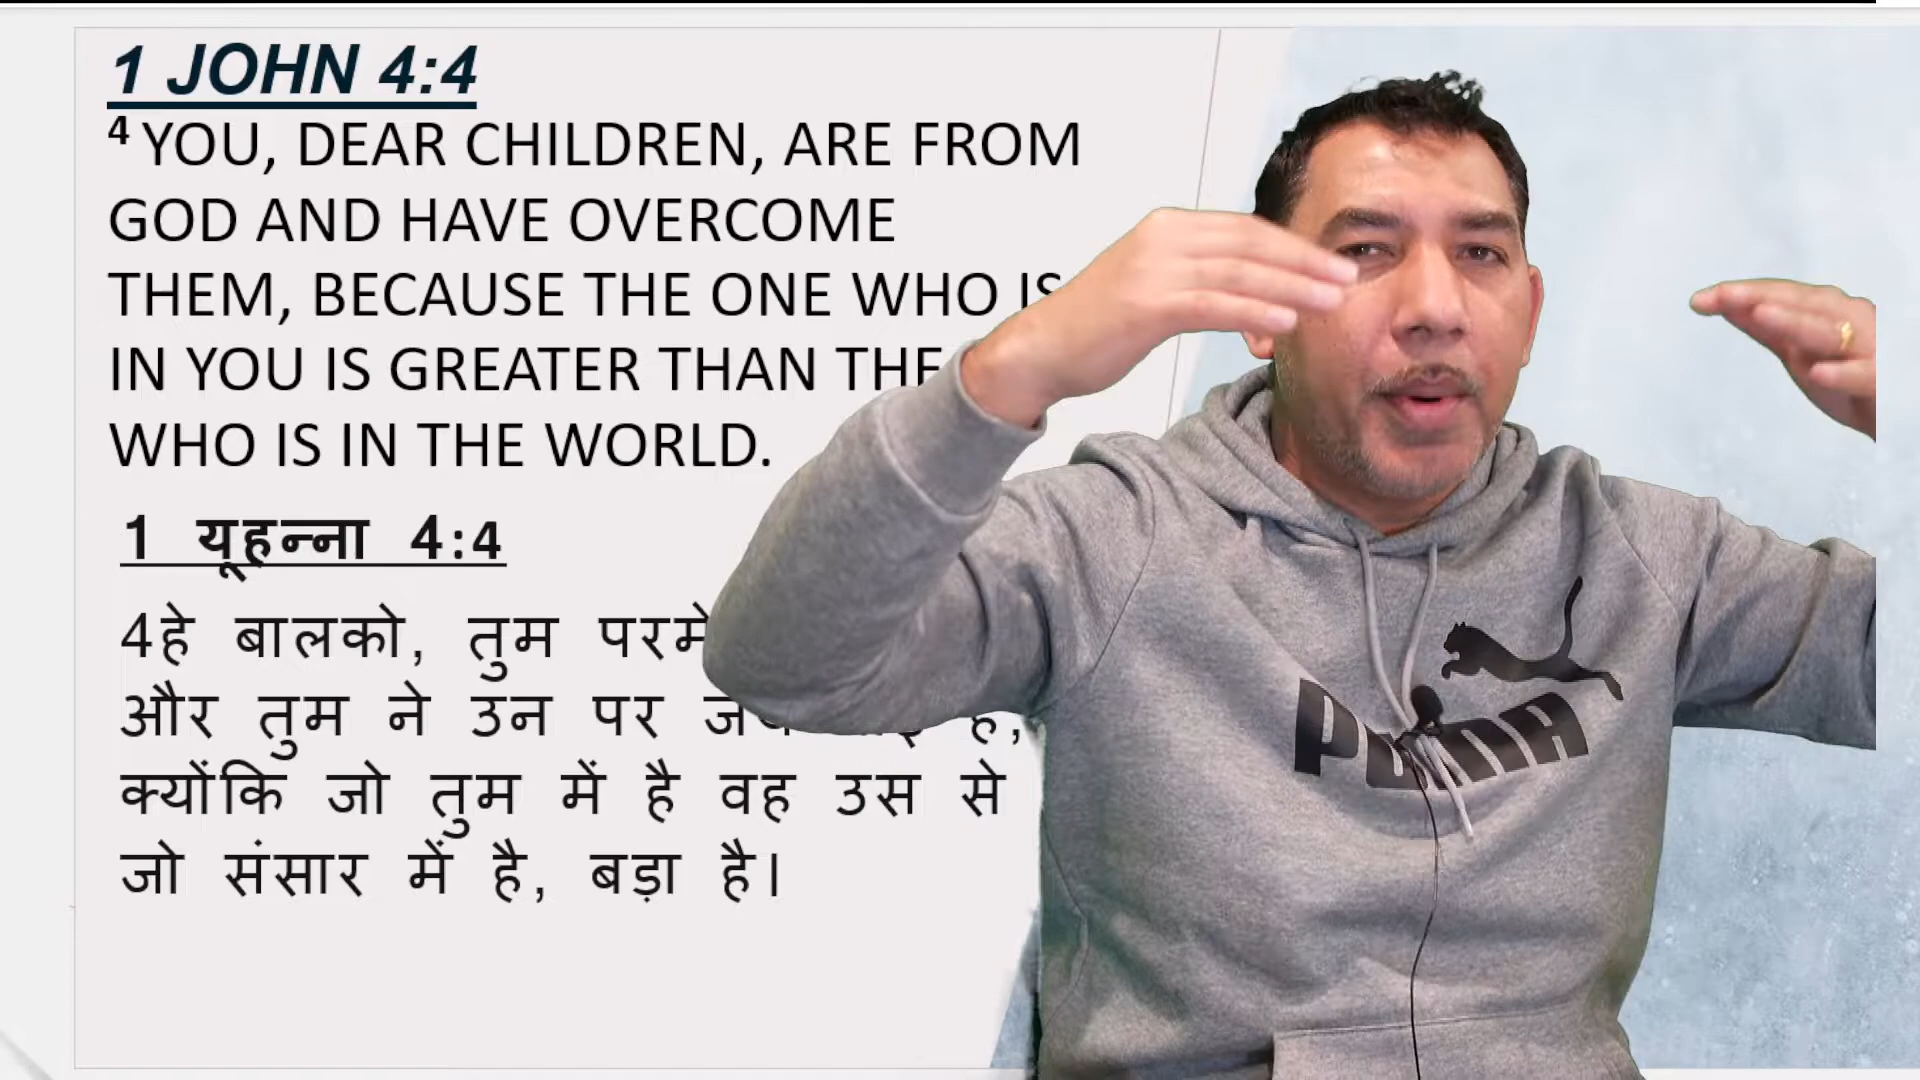 1 JOHN 4:4
4 YOU, DEAR CHILDREN, ARE FROM
GOD AND HAVE OVERCOME
THEM, BECAUSE THE ONE WHO IS
IN YOU IS GREATER THAN THE
WHO IS IN THE WORLD.
1 यूहन्ना 4:4
4हे बालको, तुम
और तुम ने उन पर है,
क्योंकि जो तुम में है वह उस से
जो संसार में है, बड़ा है।
PUMA